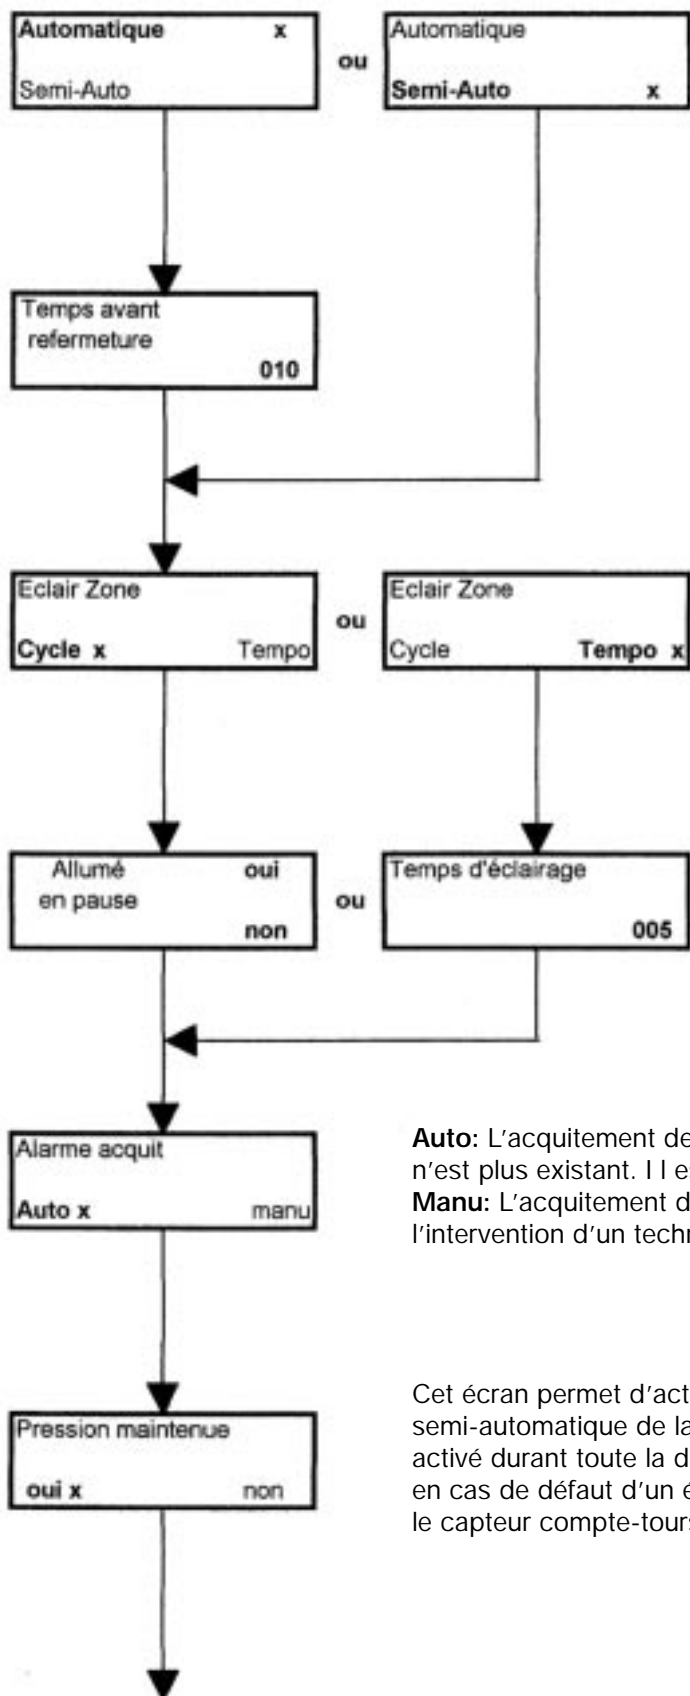 Automatique x
Semi-Auto
ou
Automatique
Semi-Auto x
Temps avant
refermeture
010
Eclair Zone
Cycle x Tempo
ou
Eclair Zone
Cycle Tempo x
Allumé oui
en pause
non
ou
Temps d'éclairage
005
Alarme acquit
Auto x manu
Auto: L'acquitement de
n'est plus existant. I l es
Manu: L'acquitement d
l'intervention d'un techn
Pression maintenue
oui x non
Cet écran permet d'act
semi-automatique de la
activé durant toute la d
en cas de défaut d'un é
le capteur compte-tours